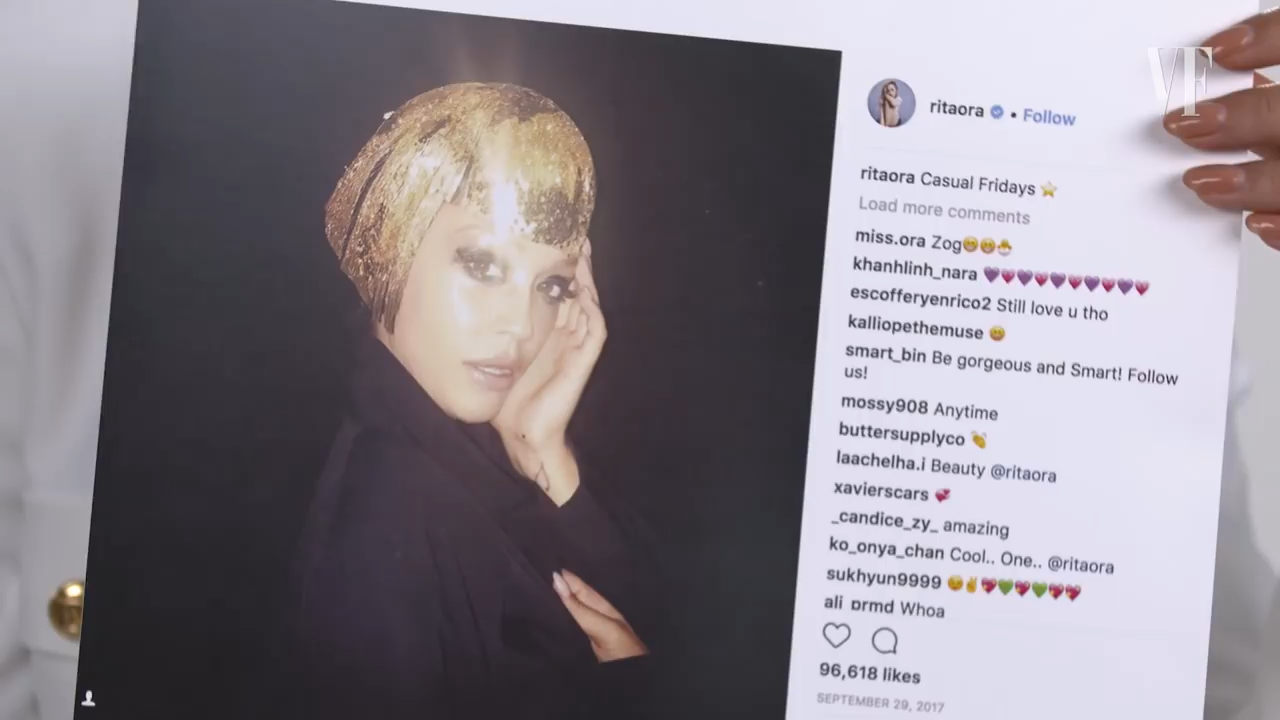 VF
ritaora • Follow
ritaora Casual Fridays
Load more comments
miss.ora Zog
khanhlinh_nara
escofferyenrico2 Still love u tho
kalliopethemuse
smart_bin Be gorgeous and Smart! Follow
us!
mossy908 Anytime
buttersupplyco
laachelha.i Beauty @ritaora
xavierscars
_candice_zy_ amazing
ko_onya_chan Cool.. One.. @ritaora
sukhyun9999
ali_prmd Whoa
96,618 likes
SEPTEMBER 29, 2017